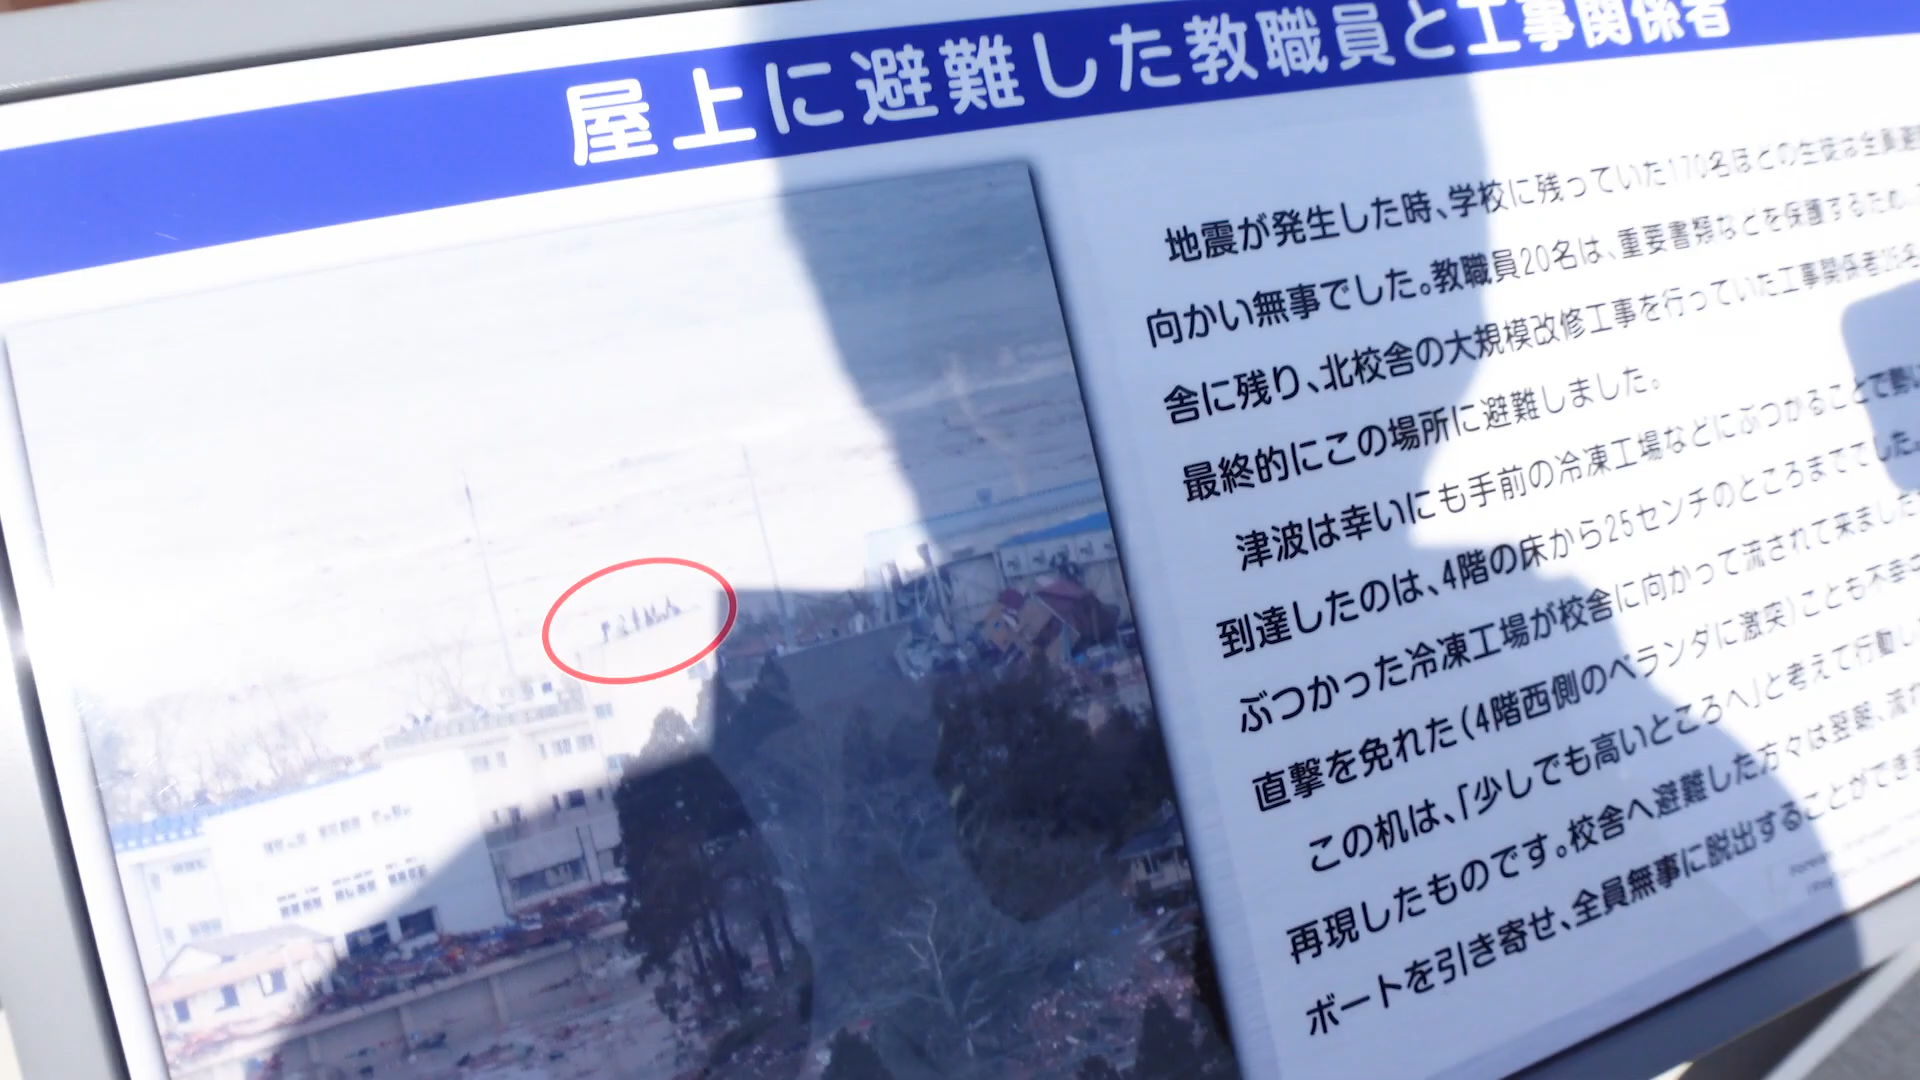 屋上に避難した教職員と工事関係者
地震が発生した時、学校に残っていた170名ほどの生徒は全員避
向かい無事でした。教職員20名は、重要書類などを保護するため、
舎に残り、北校舎の大規模改修工事を行っていた工事関係者25名
最終的にこの場所に避難しました。
津波は幸いにも手前の冷凍工場などにぶつかることで勢い
到達したのは、4階の床から25センチのところまででした。
ぶつかった冷凍工場が校舎に向かって流されて来ました
直撃を免れた(4階西側のベランダに激突)ことも不幸中
この机は、「少しでも高いところへ」と考えて行動し
再現したものです。校舎へ避難した方々は翌朝、流れ
ボートを引き寄せ、全員無事に脱出することができま